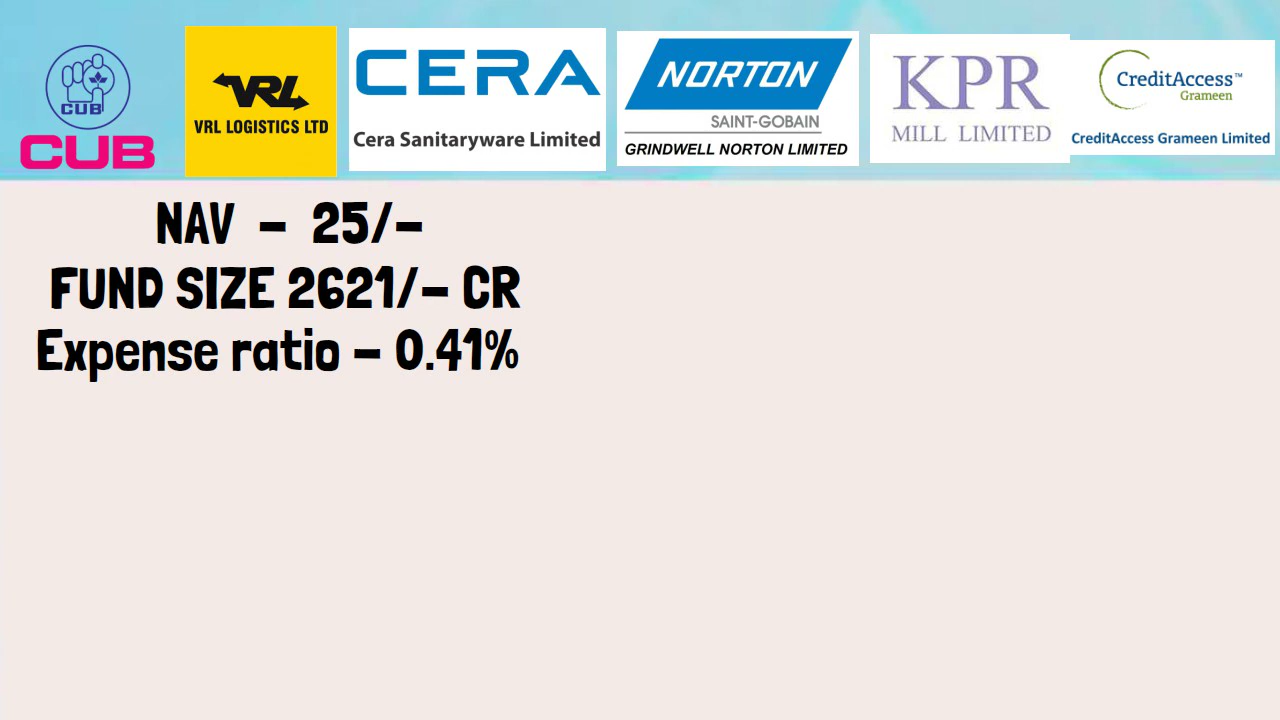 CUB
CUB
VRL
VRL LOGISTICS LTD
CERA
Cera Sanitaryware Limited
NORTON
SAINT-GOBAIN
GRINDWELL NORTON LIMITED
KPR
MILL LIMITED
CreditAccess™
Grameen
CreditAccess Grameen Limited
NAV - 25/-
FUND SIZE 2621/- CR
Expense ratio - 0.41%